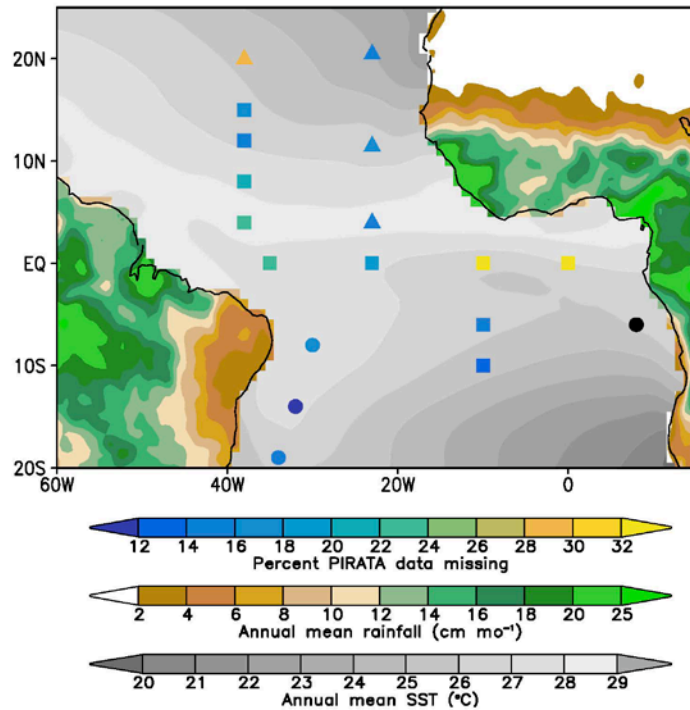 20N
10N
EQ
10S
20S
60W 40W 20W 0
12 14 16 18 20 22 24 26 28 30 32
Percent PIRATA data missing
2 4 6 8 10 12 14 16 18 20 25
Annual mean rainfall (cm mo⁻¹)
20 21 22 23 24 25 26 27 28 29
Annual mean SST (°C)